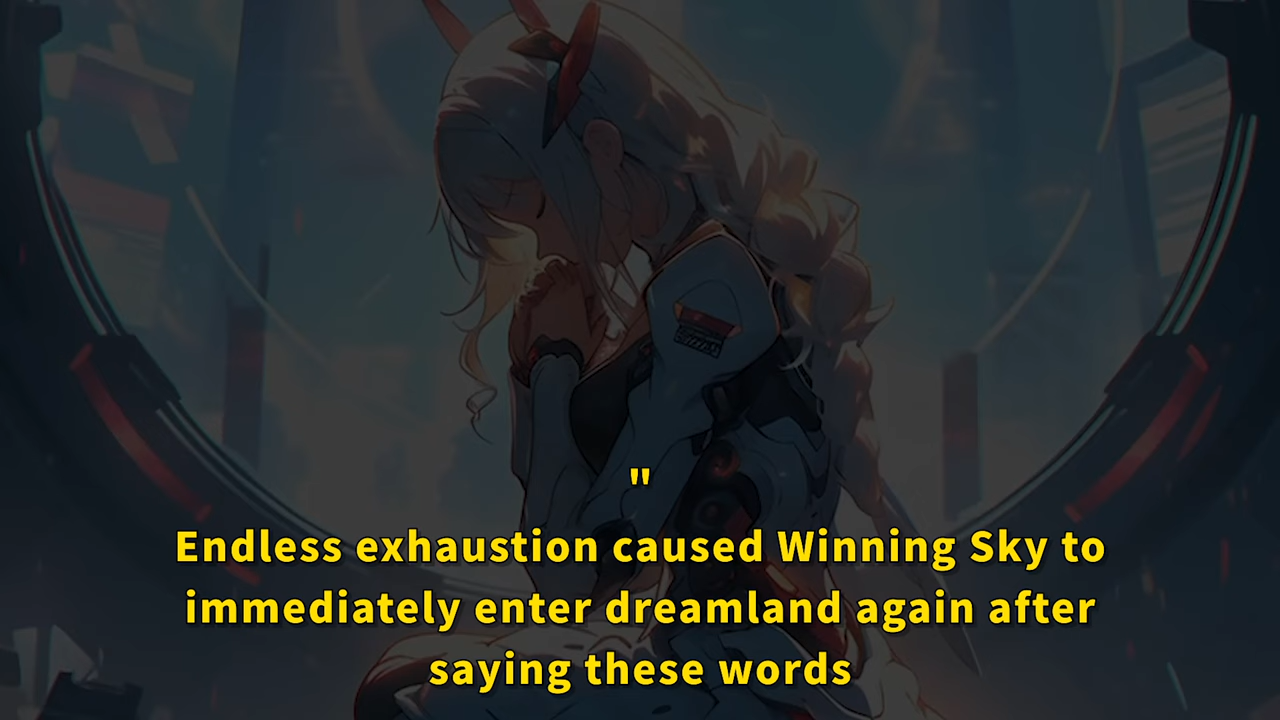 "
Endless exhaustion caused Winning Sky to
immediately enter dreamland again after
saying these words